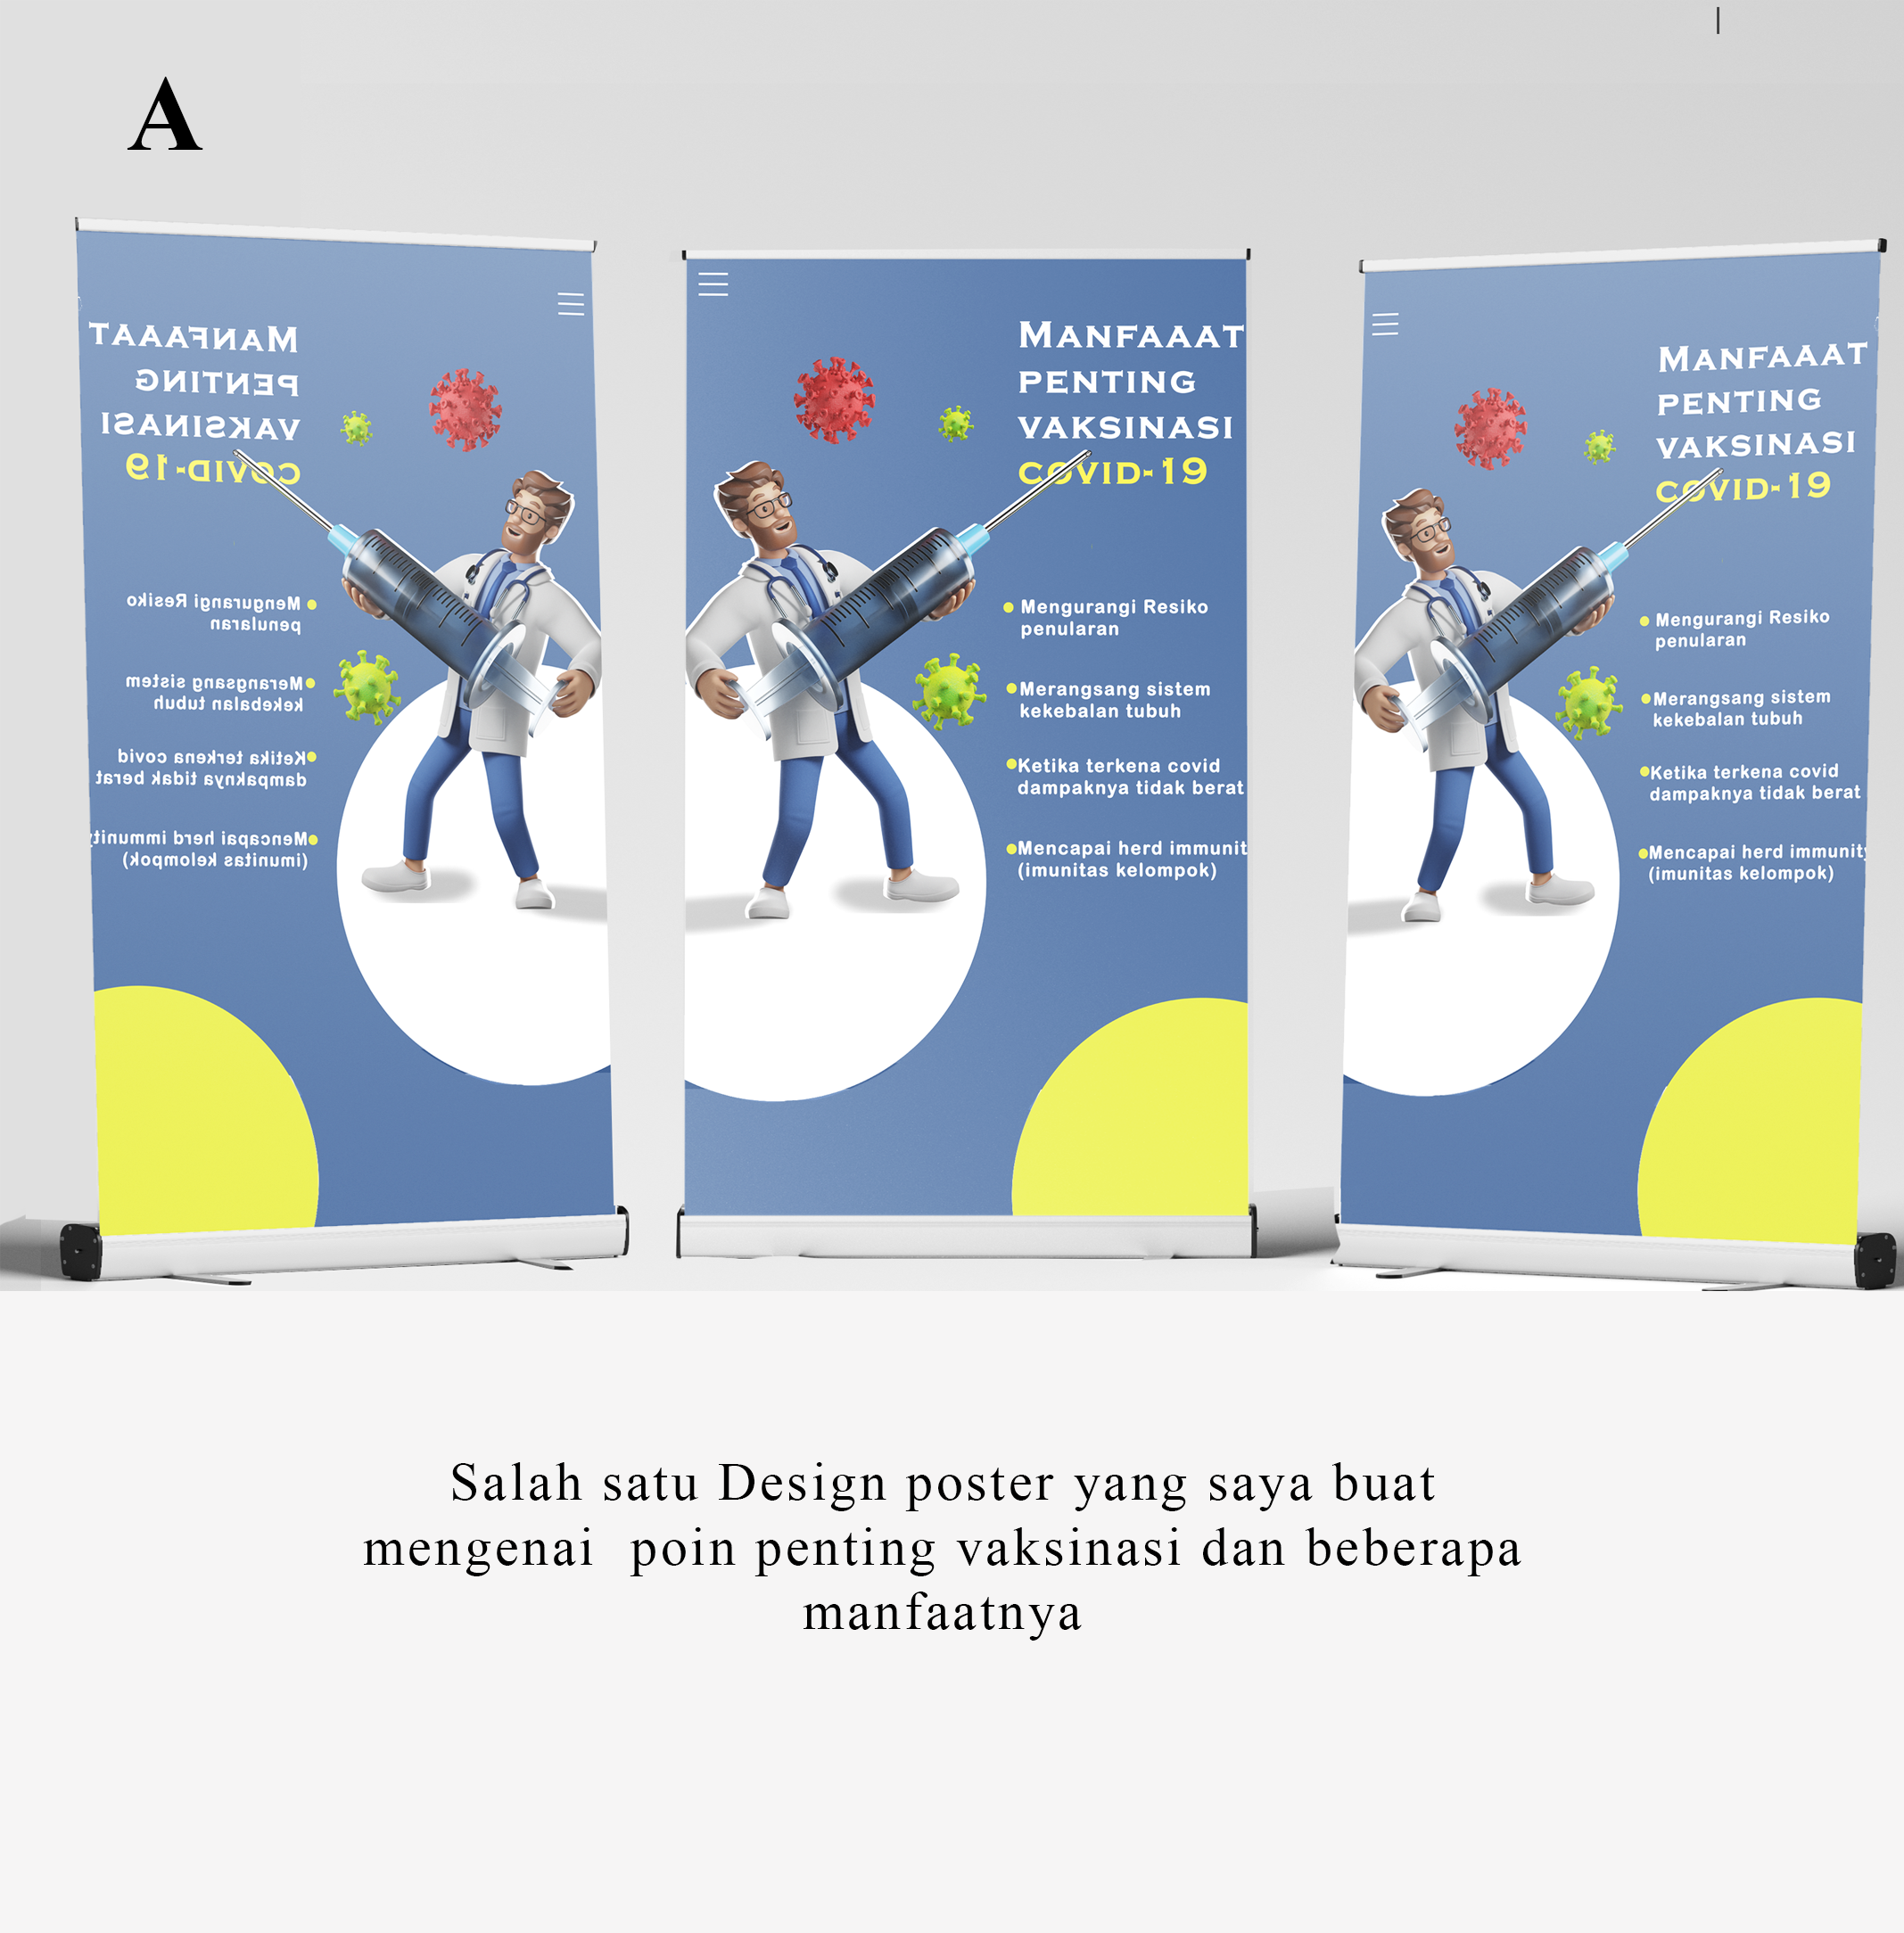 A
MANFAAAT
PENTING
VAKSINASI
COVID-19
Mengurangi Resiko
penularan
Merangsang sistem
kekebalan tubuh
Ketika terkena covid
dampaknya tidak berat
Mencapai herd immunity
(imunitas kelompok)
MANFAAAT
PENTING
VAKSINASI
COVID-19
Mengurangi Resiko
penularan
Merangsang sistem
kekebalan tubuh
Ketika terkena covid
dampaknya tidak berat
Mencapai herd immunit
(imunitas kelompok)
MANFAAAT
PENTING
VAKSINASI
COVID-19
Mengurangi Resiko
penularan
Merangsang sistem
kekebalan tubuh
Ketika terkena covid
dampaknya tidak berat
Mencapai herd immunity
(imunitas kelompok)
Salah satu Design poster yang saya buat
mengenai poin penting vaksinasi dan beberapa
manfaatnya